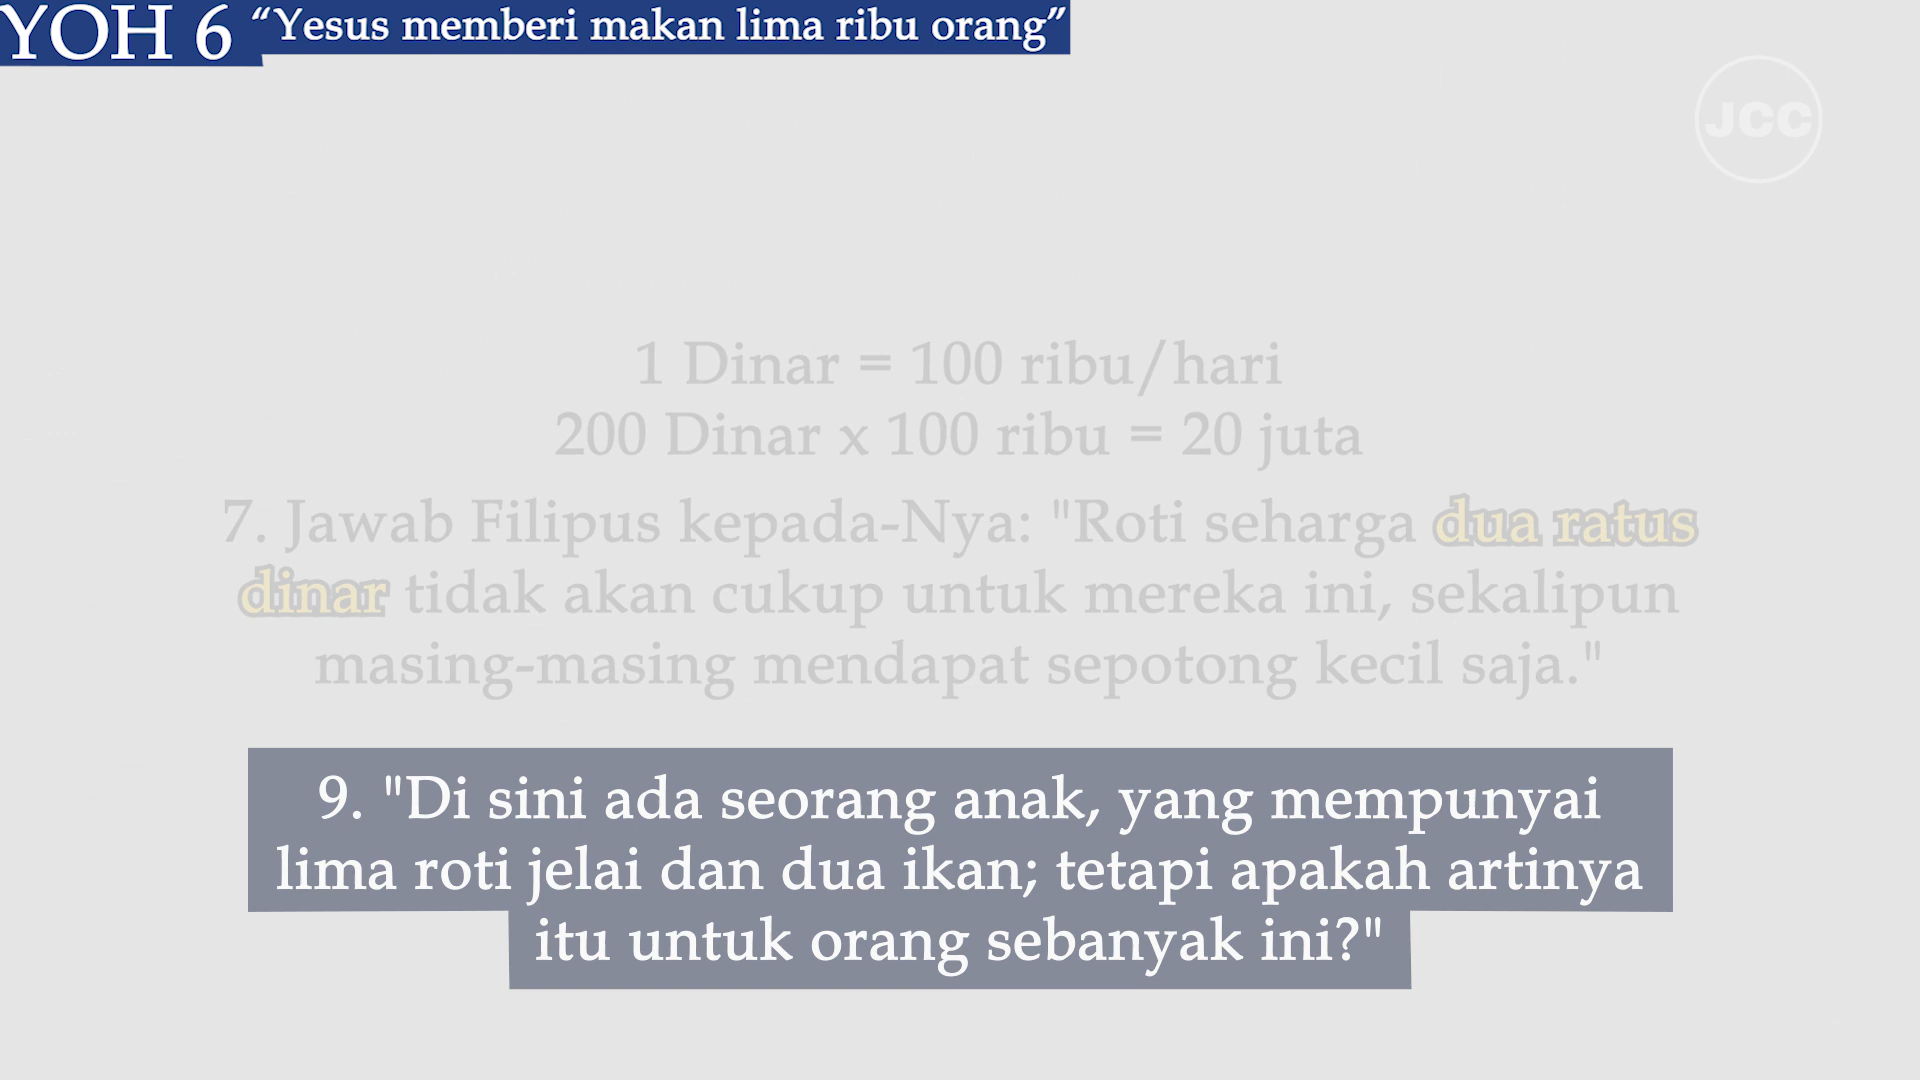 YOH 6 “Yesus memberi makan lima ribu orang”
JCC
1 Dinar = 100 ribu/hari
200 Dinar x 100 ribu = 20 juta
7. Jawab Filipus kepada-Nya: "Roti seharga dua ratus
dinar tidak akan cukup untuk mereka ini, sekalipun
masing-masing mendapat sepotong kecil saja."
9. "Di sini ada seorang anak, yang mempunyai
lima roti jelai dan dua ikan; tetapi apakah artinya
itu untuk orang sebanyak ini?"